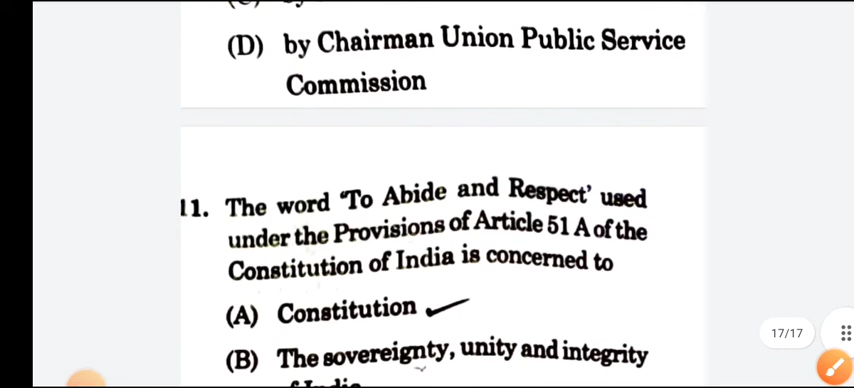 (D) by Chairman Union Public Service
Commission
11. The word 'To Abide and Respect' used
under the Provisions of Article 51 A of the
Constitution of India is concerned to
(A) Constitution
(B) The sovereignty, unity and integrity
17/17